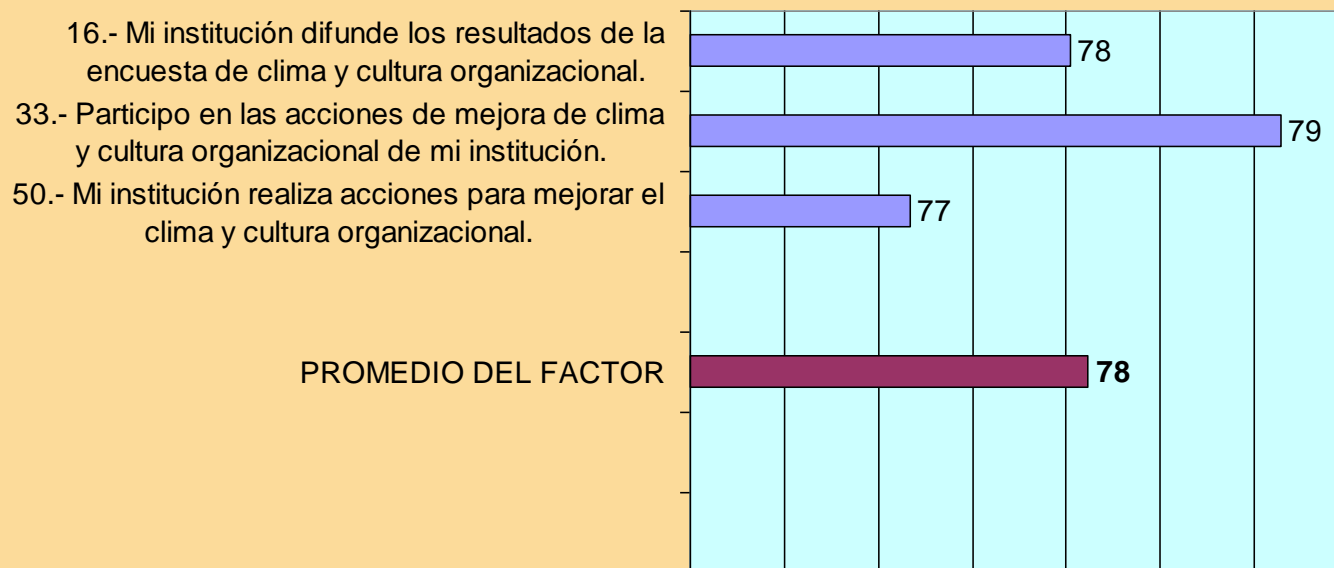 16.- Mi institución difunde los resultados de la
encuesta de clima y cultura organizacional.
78
33.- Participo en las acciones de mejora de clima
y cultura organizacional de mi institución.
79
50.- Mi institución realiza acciones para mejorar el
clima y cultura organizacional.
77
PROMEDIO DEL FACTOR
78